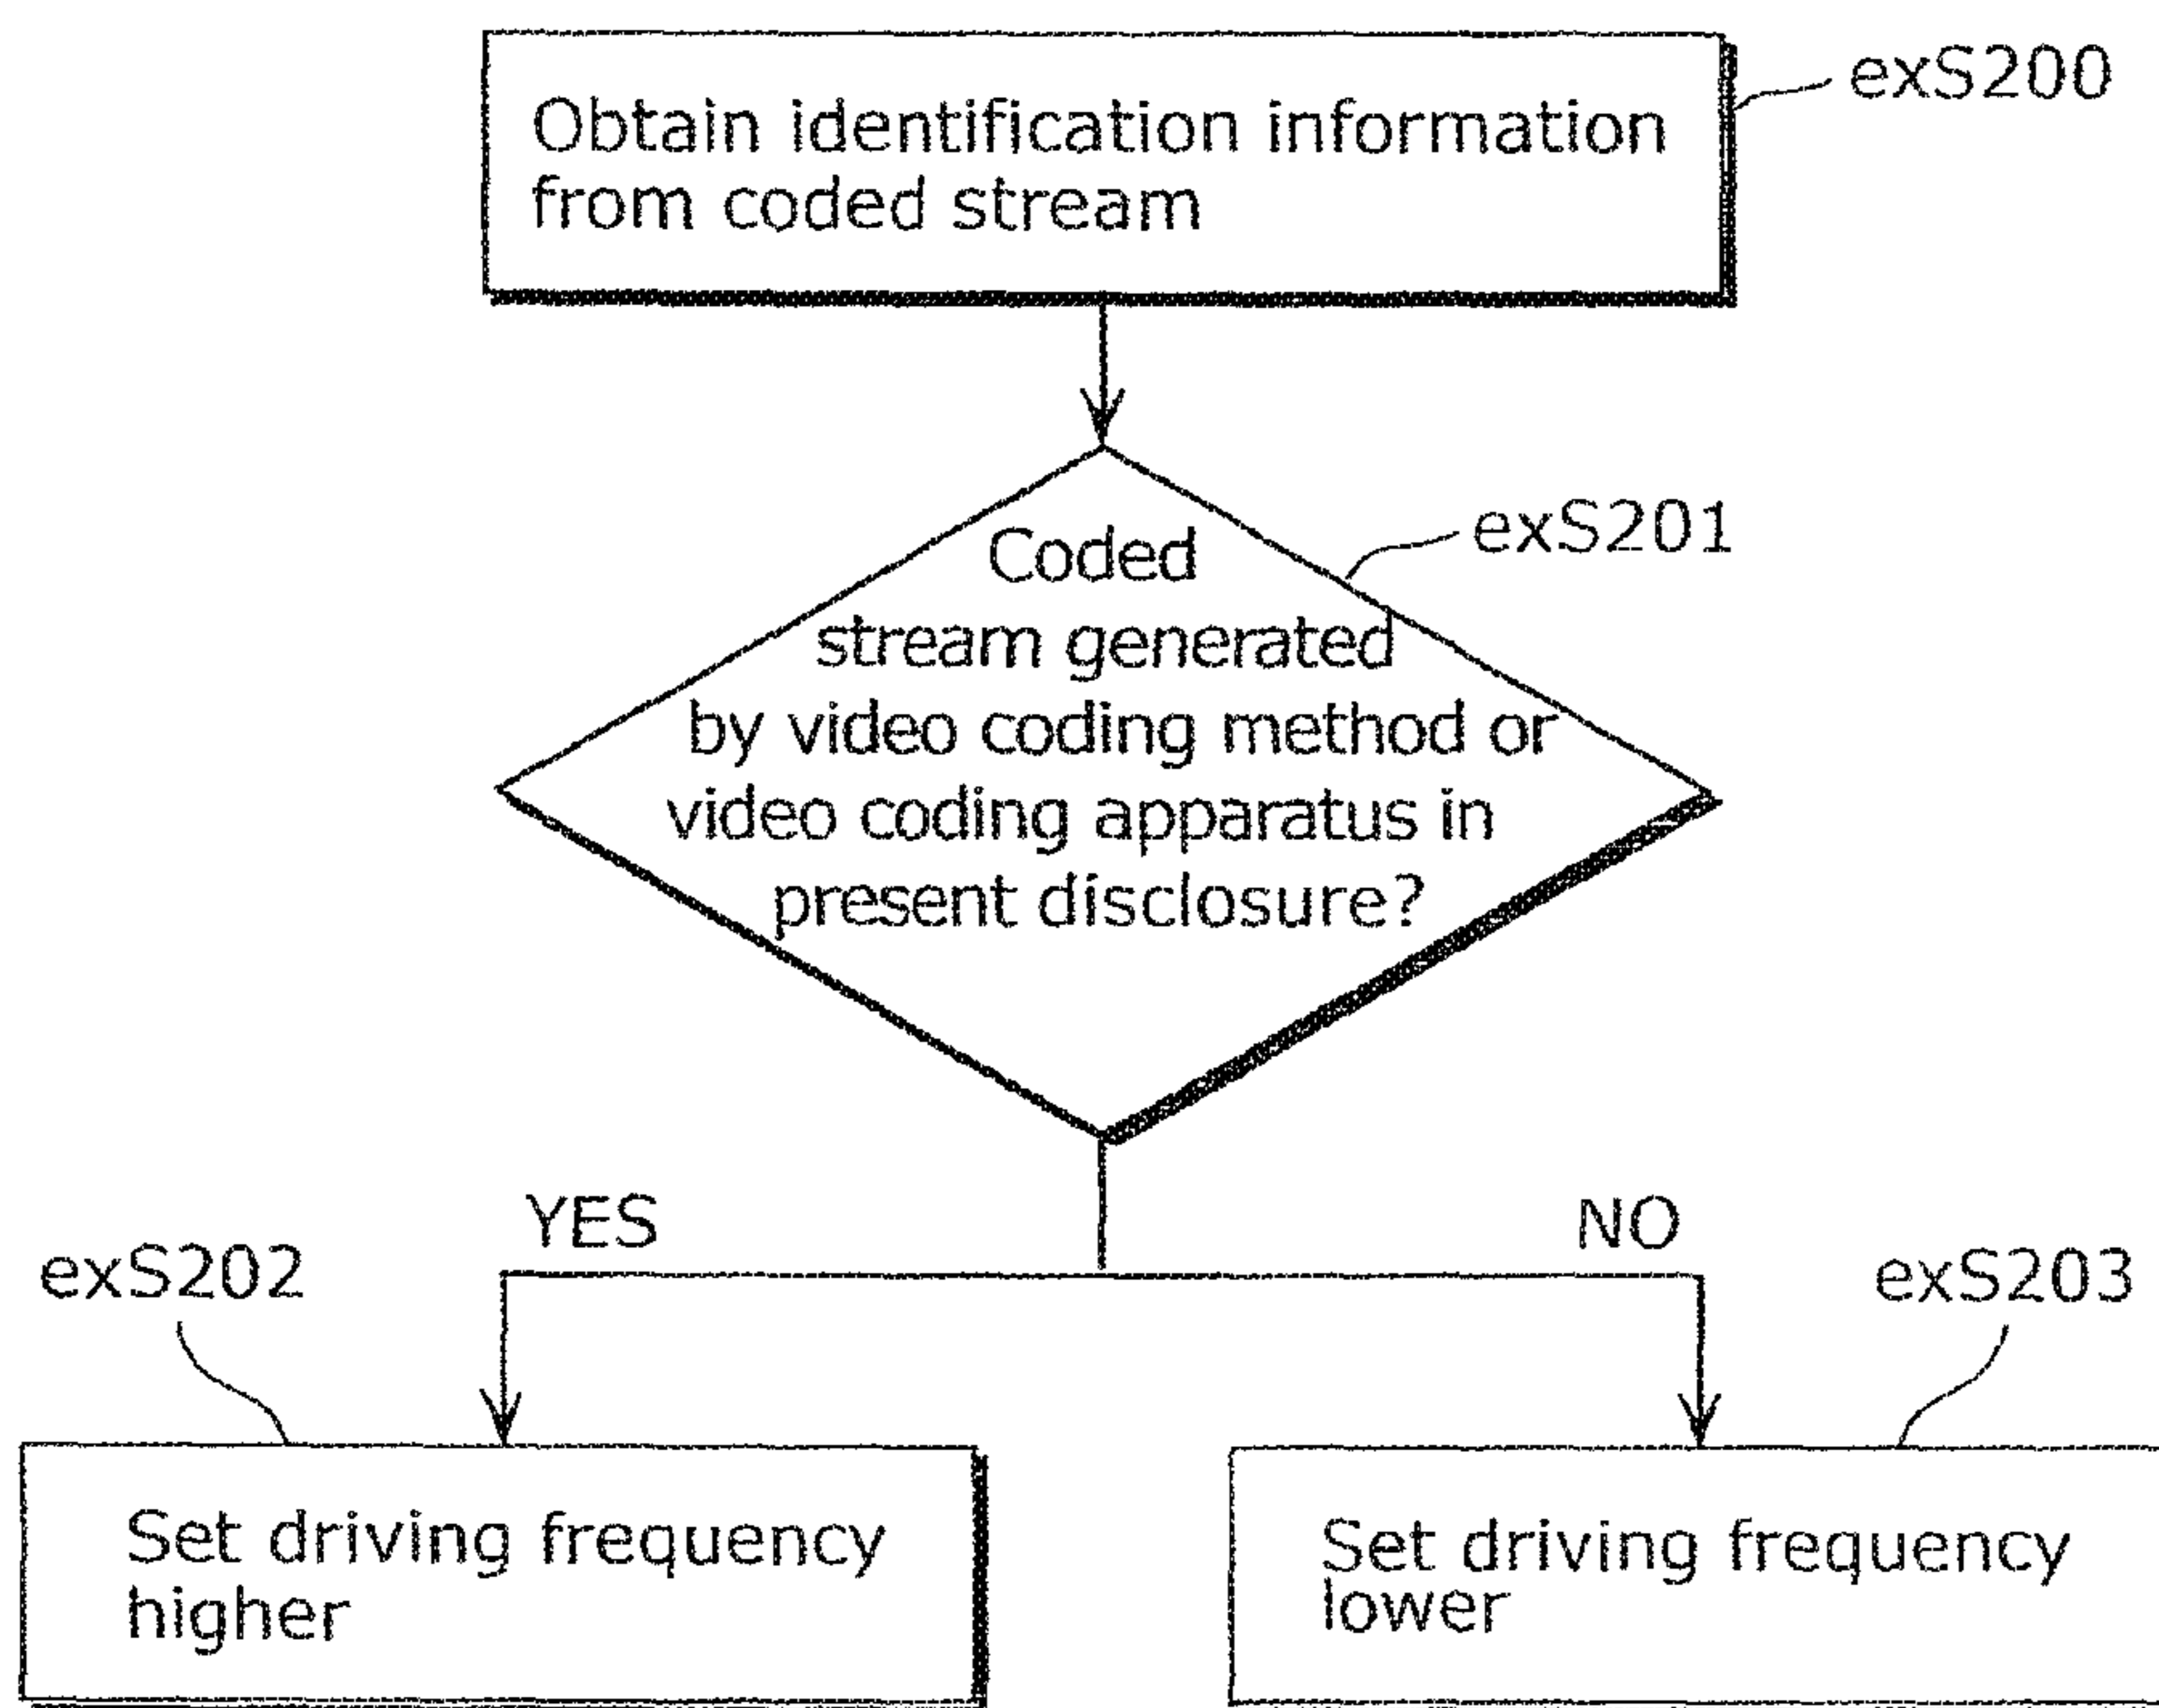 Obtain identification information
from coded stream
exS200
Coded
stream generated
by video coding method or
video coding apparatus in
present disclosure?
exS201
YES
NO
exS202
exS203
Set driving frequency
higher
Set driving frequency
lower